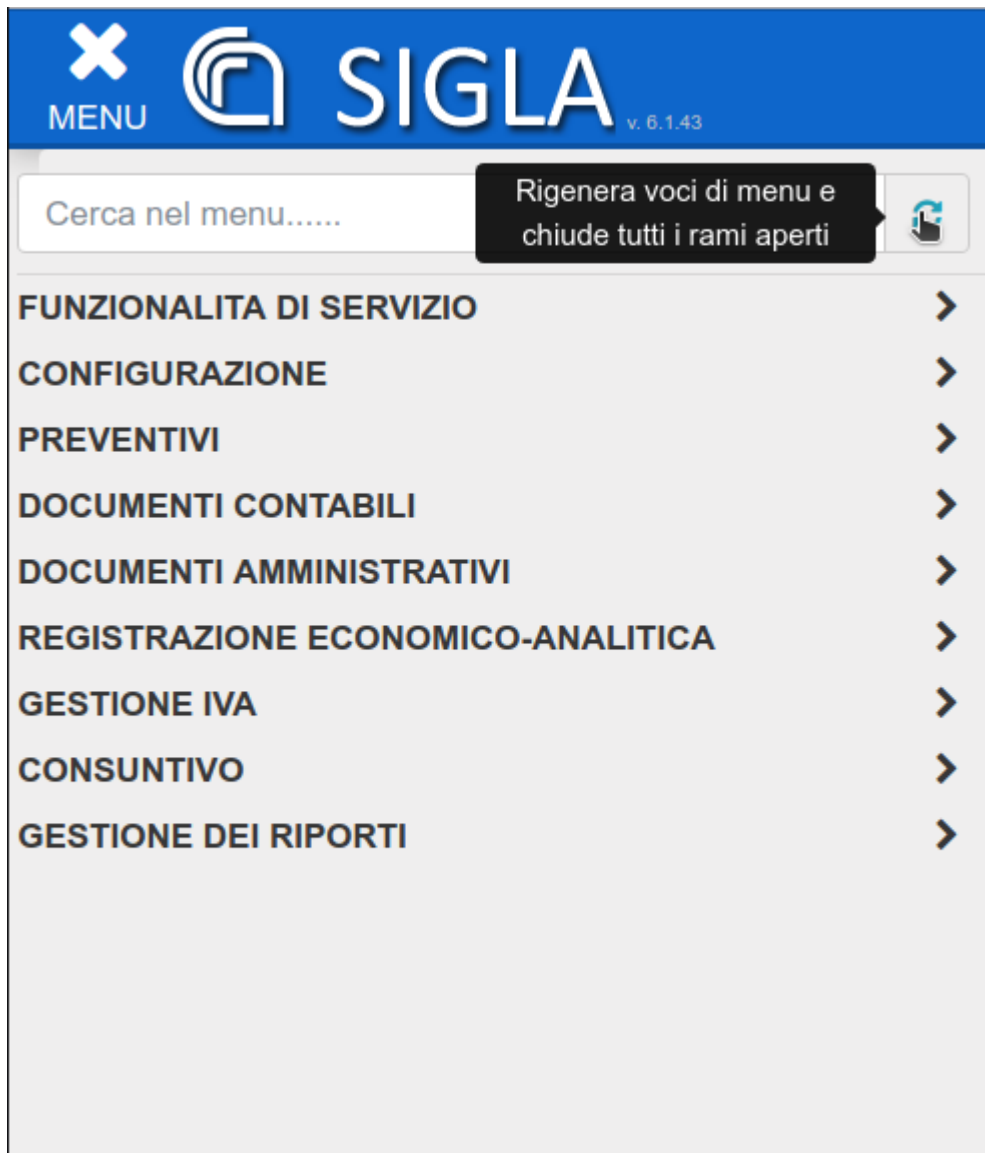 MENU
SIGLA
v. 6.1.43
Cerca nel menu......
Rigenera voci di menu e
chiude tutti i rami aperti
FUNZIONALITA DI SERVIZIO
CONFIGURAZIONE
PREVENTIVI
DOCUMENTI CONTABILI
DOCUMENTI AMMINISTRATIVI
REGISTRAZIONE ECONOMICO-ANALITICA
GESTIONE IVA
CONSUNTIVO
GESTIONE DEI RIPORTI